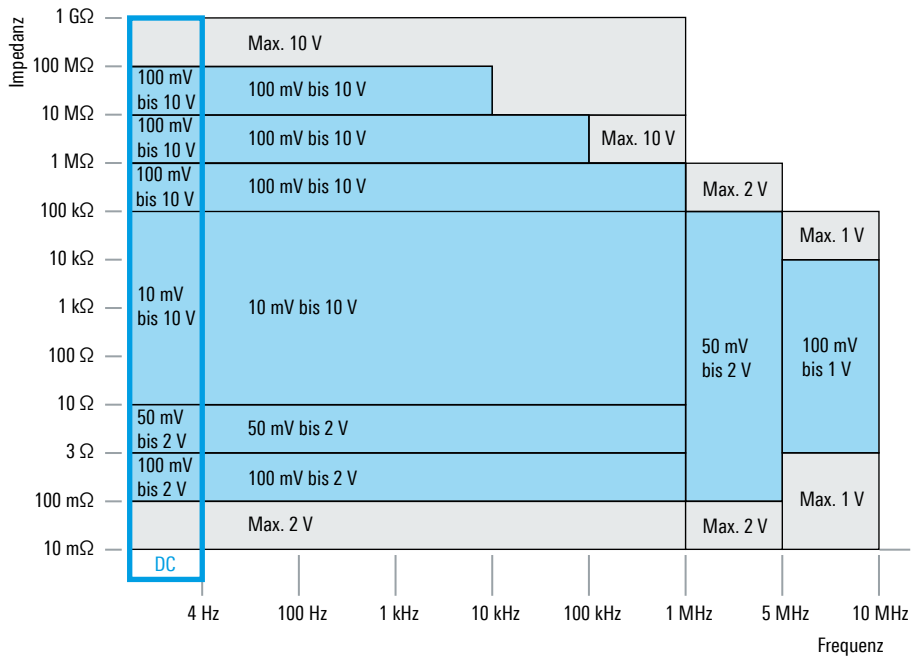 Impedanz
1 GΩ
Max. 10 V
100 MΩ
100 mV
bis 10 V
100 mV bis 10 V
10 MΩ
100 mV
bis 10 V
100 mV bis 10 V
Max. 10 V
1 MΩ
100 mV
bis 10 V
100 mV bis 10 V
Max. 2 V
100 kΩ
Max. 1 V
10 kΩ
10 mV
bis 10 V
10 mV bis 10 V
1 kΩ
50 mV
bis 2 V
100 mV
bis 1 V
100 Ω
10 Ω
50 mV
bis 2 V
50 mV bis 2 V
3 Ω
100 mV
bis 2 V
100 mV bis 2 V
Max. 1 V
100 mΩ
Max. 2 V
Max. 2 V
10 mΩ
DC
4 Hz
100 Hz
1 kHz
10 kHz
100 kHz
1 MHz
5 MHz
10 MHz
Frequenz